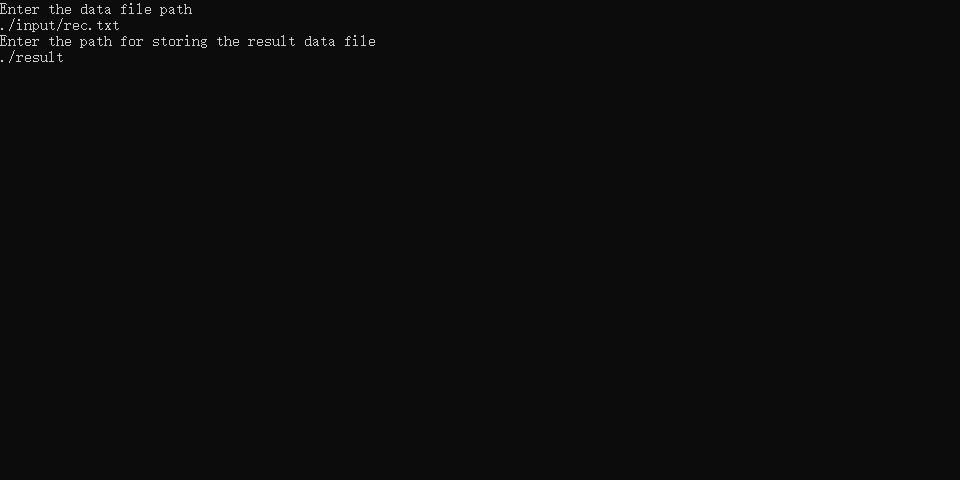 Enter the data file path
./input/rec.txt
Enter the path for storing the result data file
./result